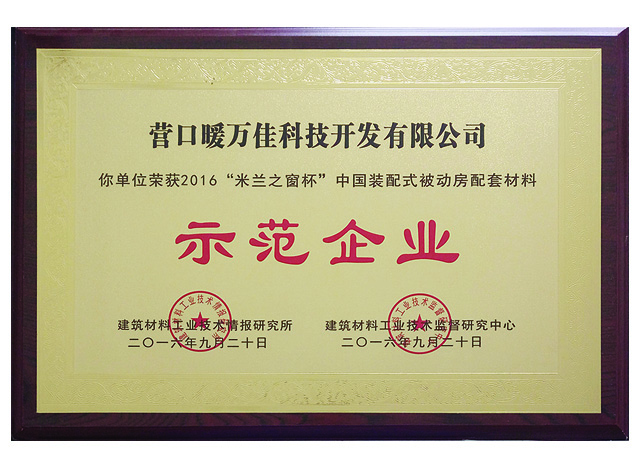 营口暖万佳科技开发有限公司
你单位荣获2016“米兰之窗杯”中国装配式被动房配套材料
示范企业
建筑材料工业技术情报研究所
二〇一六年九月二十日
建筑材料工业技术监督研究中心
二〇一六年九月二十日